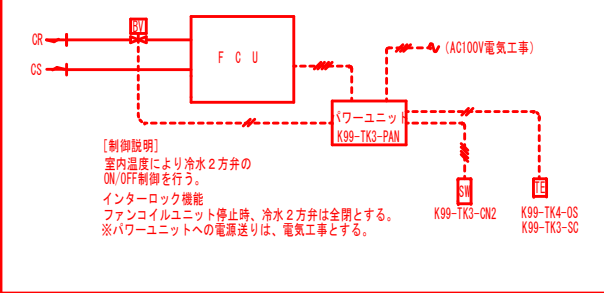 BV
CR
FCU
(AC100V電気工事)
CS
パワーユニット
K99-TK3-PAN
[制御説明]
室内温度により冷水２方弁の
ON/OFF制御を行う。
インターロック機能
ファンコイルユニット停止時、冷水２方弁は全閉とする。
※パワーユニットへの電源送りは、電気工事とする。
SW
TE
K99-TK3-CN2
K99-TK4-OS
K99-TK3-SC